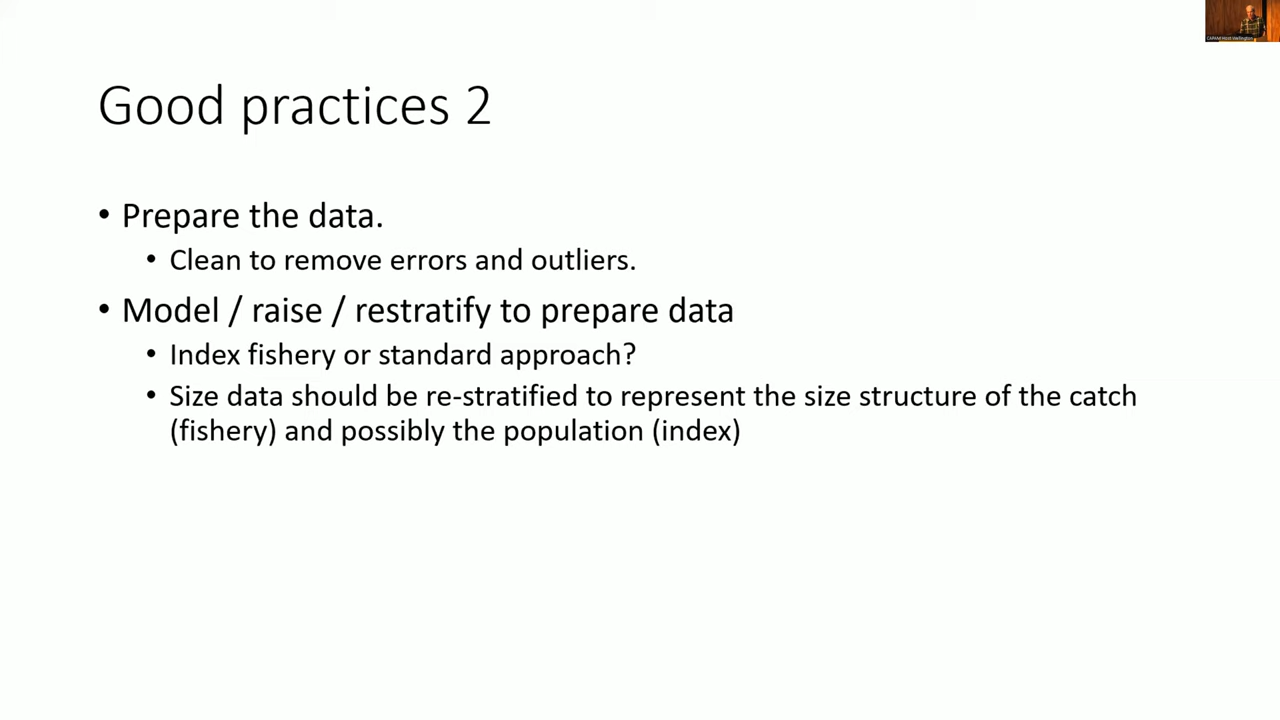 Good practices 2
• Prepare the data.
• Clean to remove errors and outliers.
• Model / raise / restratify to prepare data
• Index fishery or standard approach?
• Size data should be re-stratified to represent the size structure of the catch
(fishery) and possibly the population (index)